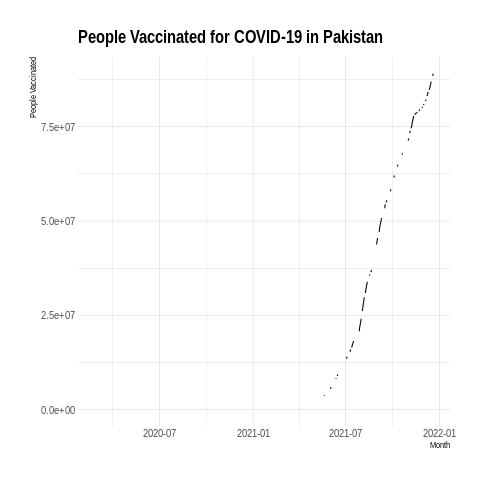 People Vaccinated for COVID-19 in Pakistan
People Vaccinated
7.5e+07
5.0e+07
2.5e+07
0.0e+00
2020-07 2021-01 2021-07 2022-01
Month